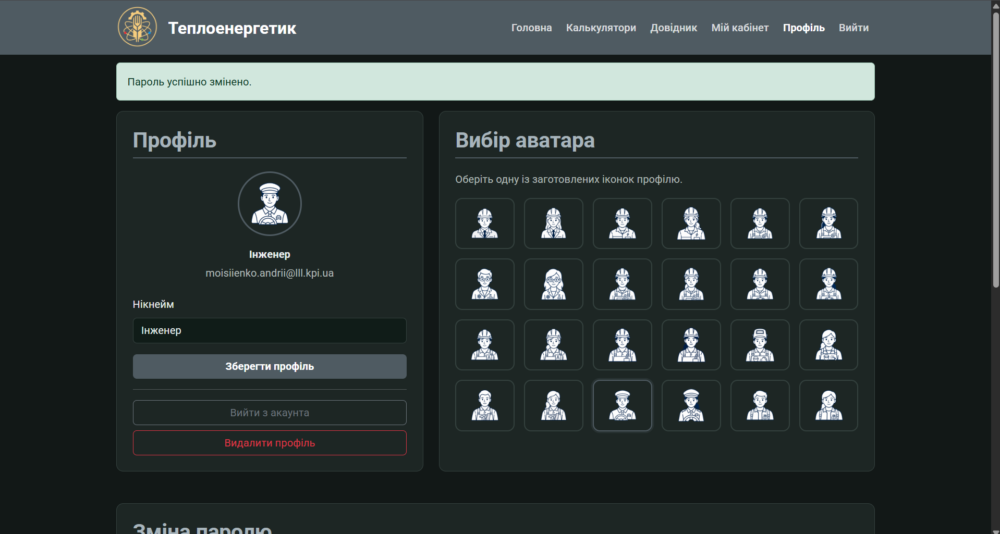 Теплоенергетик
Головна Калькулятори Довідник Мій кабінет Профіль Вийти
Пароль успішно змінено.
Профіль
Інженер
moisiienko.andrii@lll.kpi.ua
Нікнейм
Інженер
Зберегти профіль
Вийти з акаунта
Видалити профіль
Вибір аватара
Оберіть одну із заготовлених іконок профілю.
Зміна паролю